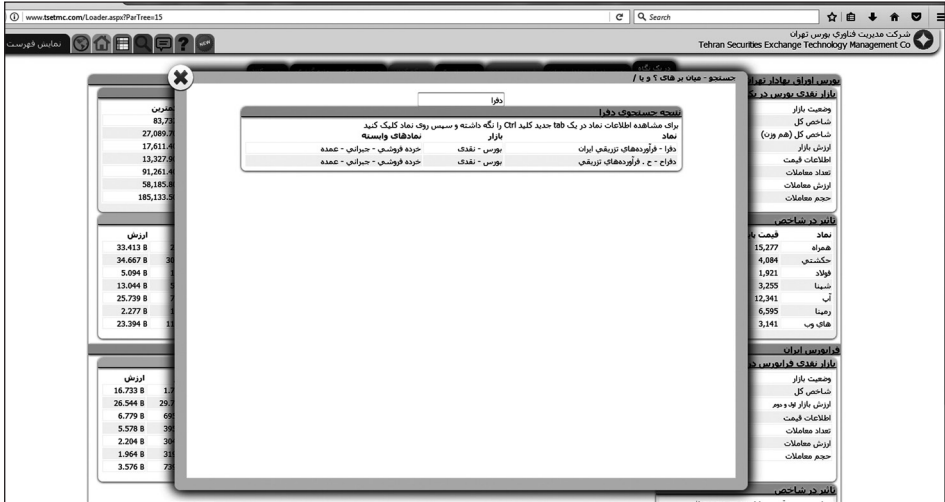 www.tsetmc.com/Loader.aspx?ParTree=15
Search
شرکت مدیریت فناوری بورس تهران
Tehran Securities Exchange Technology Management Co
نمایش فهرست
NEW
در یک نگاه
جستجو - میان بر های ؟ و یا /
دفرا
نتیجه جستجوی دفرا
برای مشاهده اطلاعات نماد در یک tab جدید کلید Ctrl را نگه داشته و سپس روی نماد کلیک کنید
نماد بازار نمادهای وابسته
دفرا - فرآورده‌های تزریقی ایران بورس - نقدی خرده فروشی - جبرانی - عمده
دفراح - ح . فرآورده‌های تزریقی بورس - نقدی خرده فروشی - جبرانی - عمده
بورس اوراق بهادار تهران
بازار نقدی بورس در یک
وضعیت بازار
شاخص کل 83,73
شاخص کل (هم وزن) 27,089.7
ارزش بازار 17,611.4
اطلاعات قیمت 13,327.9
تعداد معاملات 91,261.4
ارزش معاملات 58,185.8
حجم معاملات 185,133.5
تاثیر در شاخص
نماد قیمت ارزش
همراه 15,277 33.413 B
حکشتی 4,084 34.667 B
فولاد 1,921 5.094 B
شپنا 3,255 13.044 B
آپ 12,341 25.739 B
رمپنا 6,595 2.277 B
های وب 3,141 23.394 B
فرابورس ایران
بازار نقدی فرابورس در
وضعیت بازار ارزش
شاخص کل 16.733 B
ارزش بازار اول و دوم 26.544 B
اطلاعات قیمت 6.779 B
تعداد معاملات 5.578 B
ارزش معاملات 2.204 B
حجم معاملات 1.964 B
3.576 B
تاثیر در شاخص